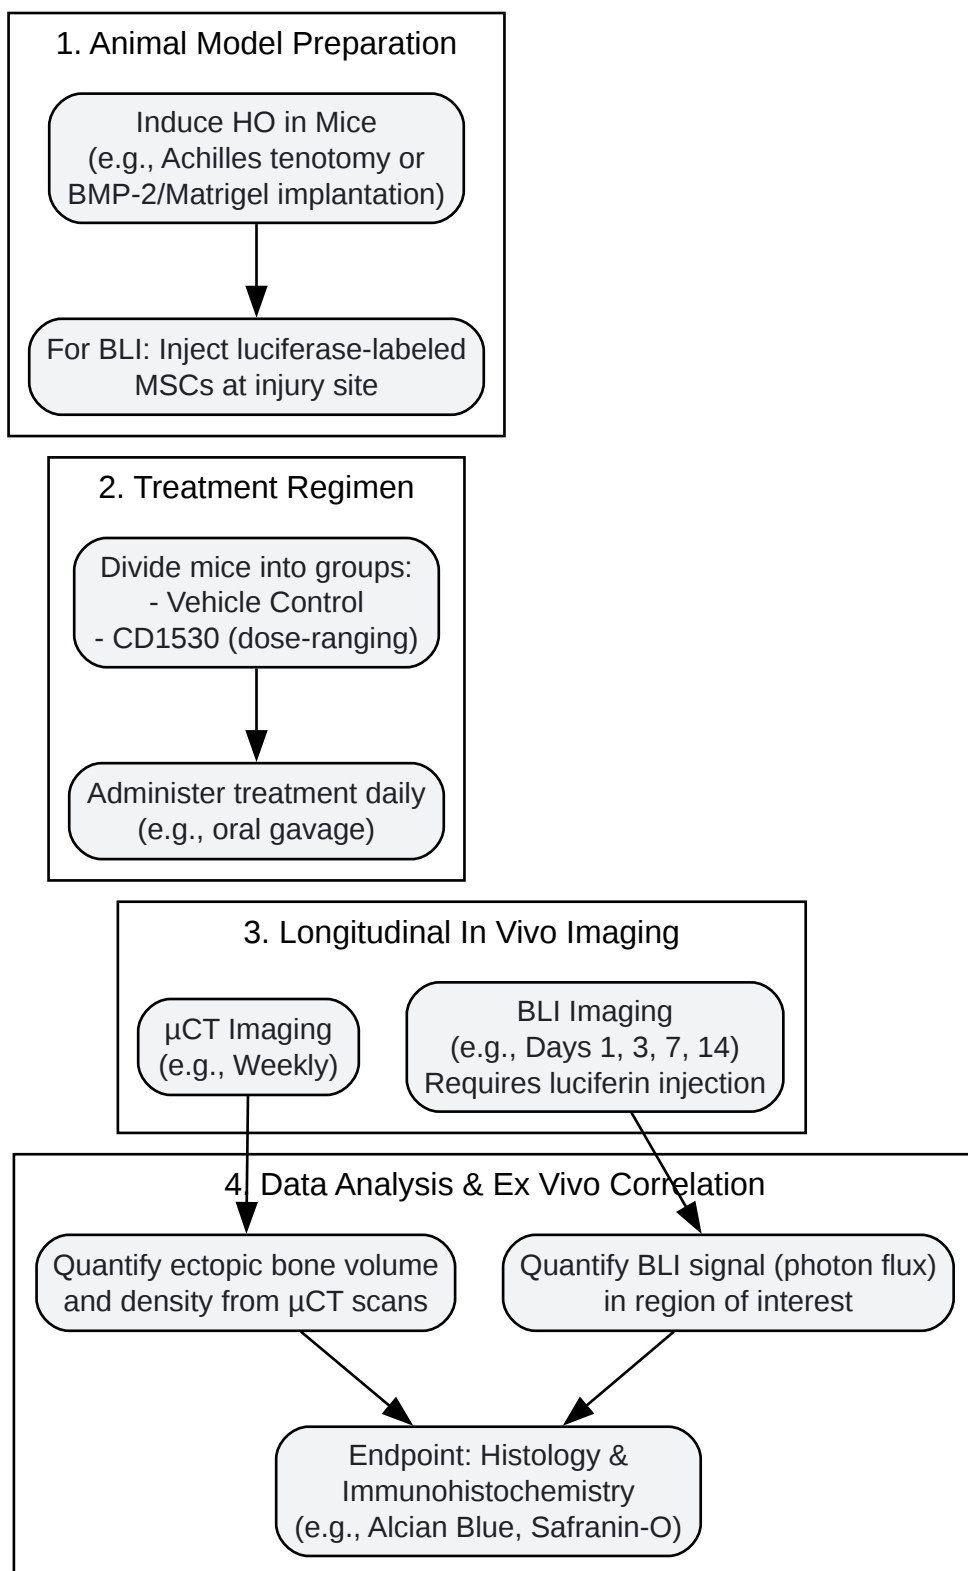 1. Animal Model Preparation
Induce HO in Mice
(e.g., Achilles tenotomy or
BMP-2/Matrigel implantation)
For BLI: Inject luciferase-labeled
MSCs at injury site
2. Treatment Regimen
Divide mice into groups:
- Vehicle Control
- CD1530 (dose-ranging)
Administer treatment daily
(e.g., oral gavage)
3. Longitudinal In Vivo Imaging
µCT Imaging
(e.g., Weekly)
BLI Imaging
(e.g., Days 1, 3, 7, 14)
Requires luciferin injection
4. Data Analysis & Ex Vivo Correlation
Quantify ectopic bone volume
and density from µCT scans
Quantify BLI signal (photon flux)
in region of interest
Endpoint: Histology &
Immunohistochemistry
(e.g., Alcian Blue, Safranin-O)